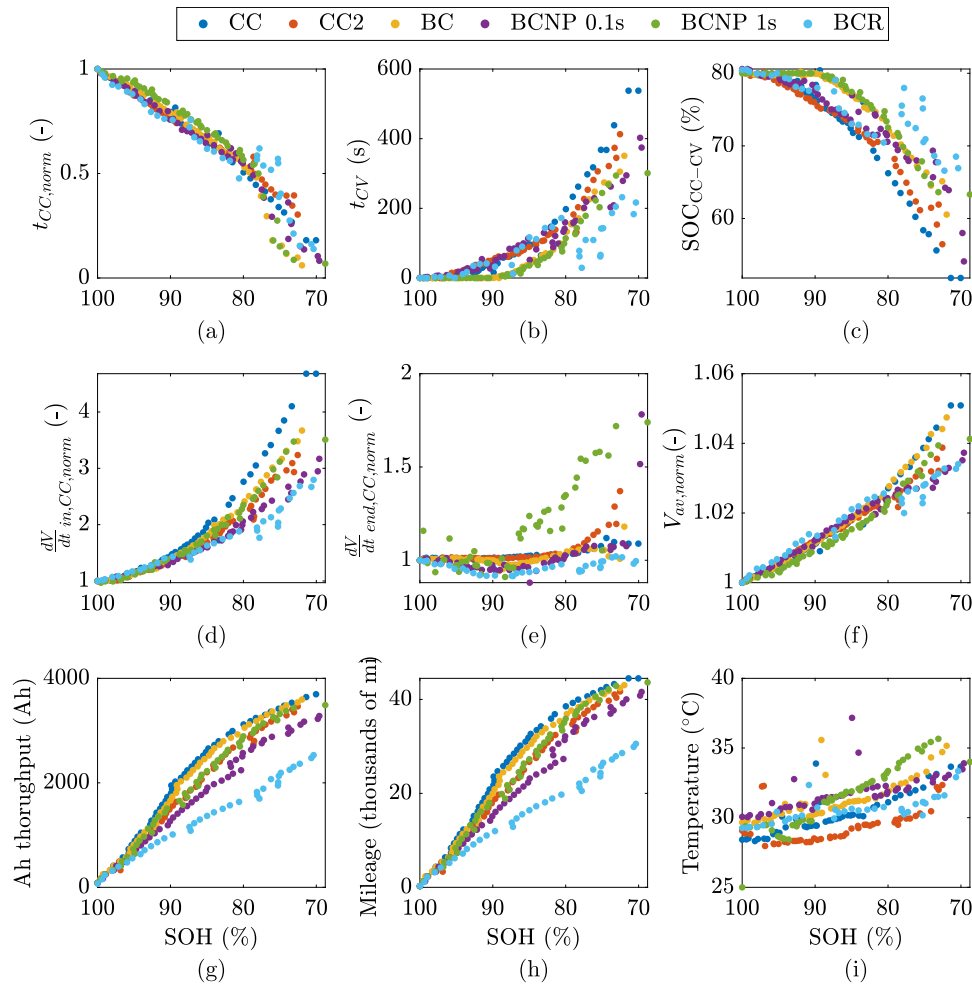 CC CC2 BC BCNP 0.1s BCNP 1s BCR
1
0.5
0
t_{CC,norm} (-)
100 90 80 70
(a)
600
400
200
0
t_{CV} (s)
100 90 80 70
(b)
80
70
60
SOC_{CC-CV} (%)
100 90 80 70
(c)
4
3
2
1
dV/dt _{in,CC,norm} (-)
100 90 80 70
(d)
2
1.5
1
dV/dt _{end,CC,norm} (-)
100 90 80 70
(e)
1.06
1.04
1.02
1
V_{av,norm} (-)
100 90 80 70
(f)
4000
2000
0
Ah thoroughput (Ah)
100 90 80 70
SOH (%)
(g)
40
20
0
Mileage (thousands of mi)
100 90 80 70
SOH (%)
(h)
40
35
30
25
Temperature (°C)
100 90 80 70
SOH (%)
(i)